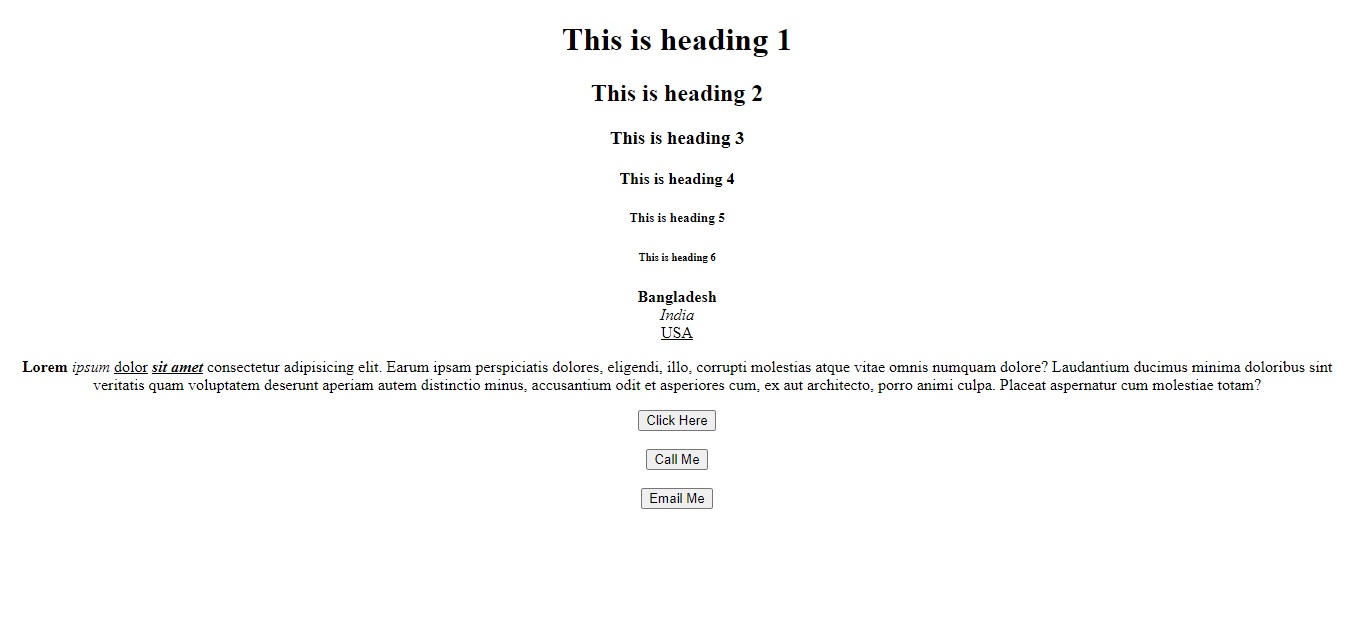 This is heading 1
This is heading 2
This is heading 3
This is heading 4
This is heading 5
This is heading 6
Bangladesh
India
USA
Lorem ipsum dolor sit amet consectetur adipisicing elit. Earum ipsam perspiciatis dolores, eligendi, illo, corrupti molestias atque vitae omnis numquam dolore? Laudantium ducimus minima doloribus sint
veritatis quam voluptatem deserunt aperiam autem distinctio minus, accusantium odit et asperiores cum, ex aut architecto, porro animi culpa. Placeat aspernatur cum molestiae totam?
Click Here
Call Me
Email Me